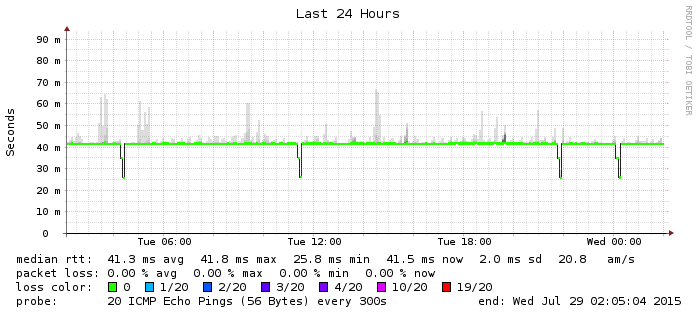 Last 24 Hours
RRDTOOL / TOBI OETIKER
Seconds
90 m
80 m
70 m
60 m
50 m
40 m
30 m
20 m
10 m
0
Tue 06:00 Tue 12:00 Tue 18:00 Wed 00:00
median rtt: 41.3 ms avg 41.8 ms max 25.8 ms min 41.5 ms now 2.0 ms sd 20.8 am/s
packet loss: 0.00 % avg 0.00 % max 0.00 % min 0.00 % now
loss color: 0 1/20 2/20 3/20 4/20 10/20 19/20
probe: 20 ICMP Echo Pings (56 Bytes) every 300s end: Wed Jul 29 02:05:04 2015